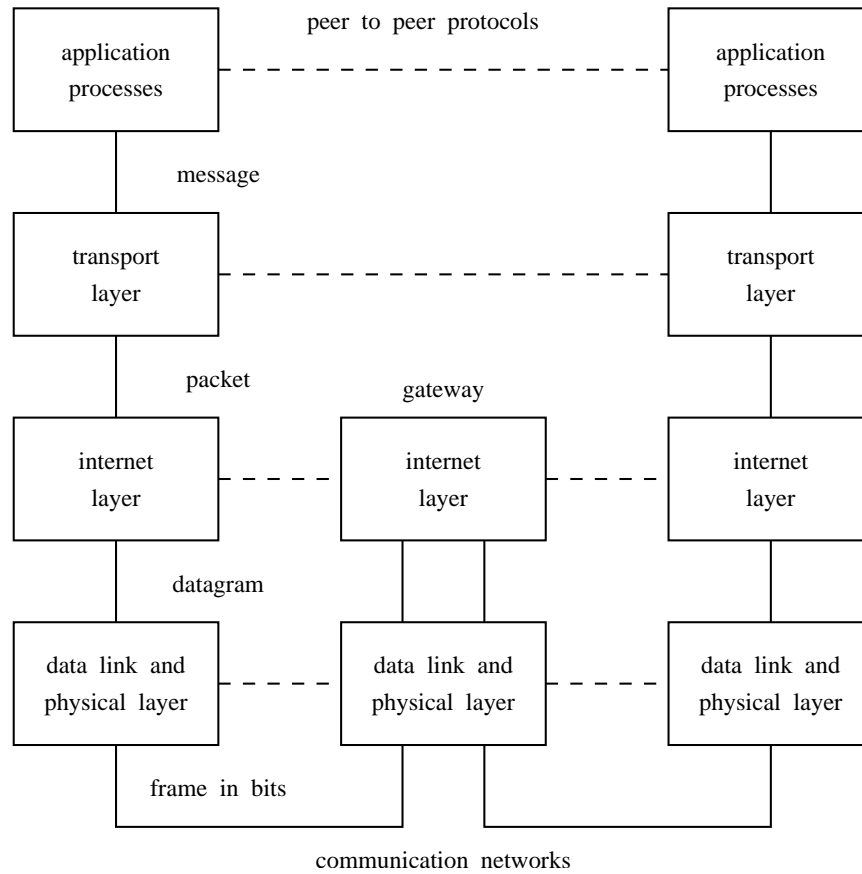 peer to peer protocols
application
processes
application
processes
message
transport
layer
transport
layer
packet
gateway
internet
layer
internet
layer
internet
layer
datagram
data link and
physical layer
data link and
physical layer
data link and
physical layer
frame in bits
communication networks